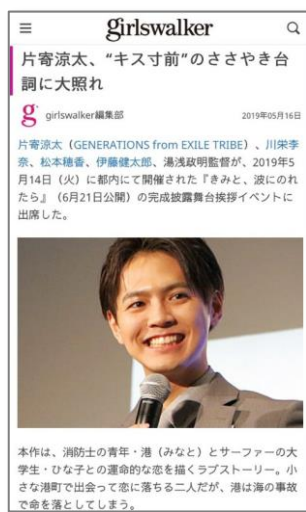 girlswalker
片寄涼太、“キス寸前”のささやき台
詞に大照れ
g girlswalker編集部
2019年05月16日
片寄涼太（GENERATIONS from EXILE TRIBE）、川栄李
奈、松本穂香、伊藤健太郎、湯浅政明監督が、2019年5
月14日（火）に都内にて開催された『きみと、波にのれ
たら』（6月21日公開）の完成披露舞台挨拶イベントに
出席した。
本作は、消防士の青年・港（みなと）とサーファーの大
学生・ひな子との運命的な恋を描くラブストーリー。小
さな港町で出会って恋に落ちる二人だが、港は海の事故
で命を落としてしまう。